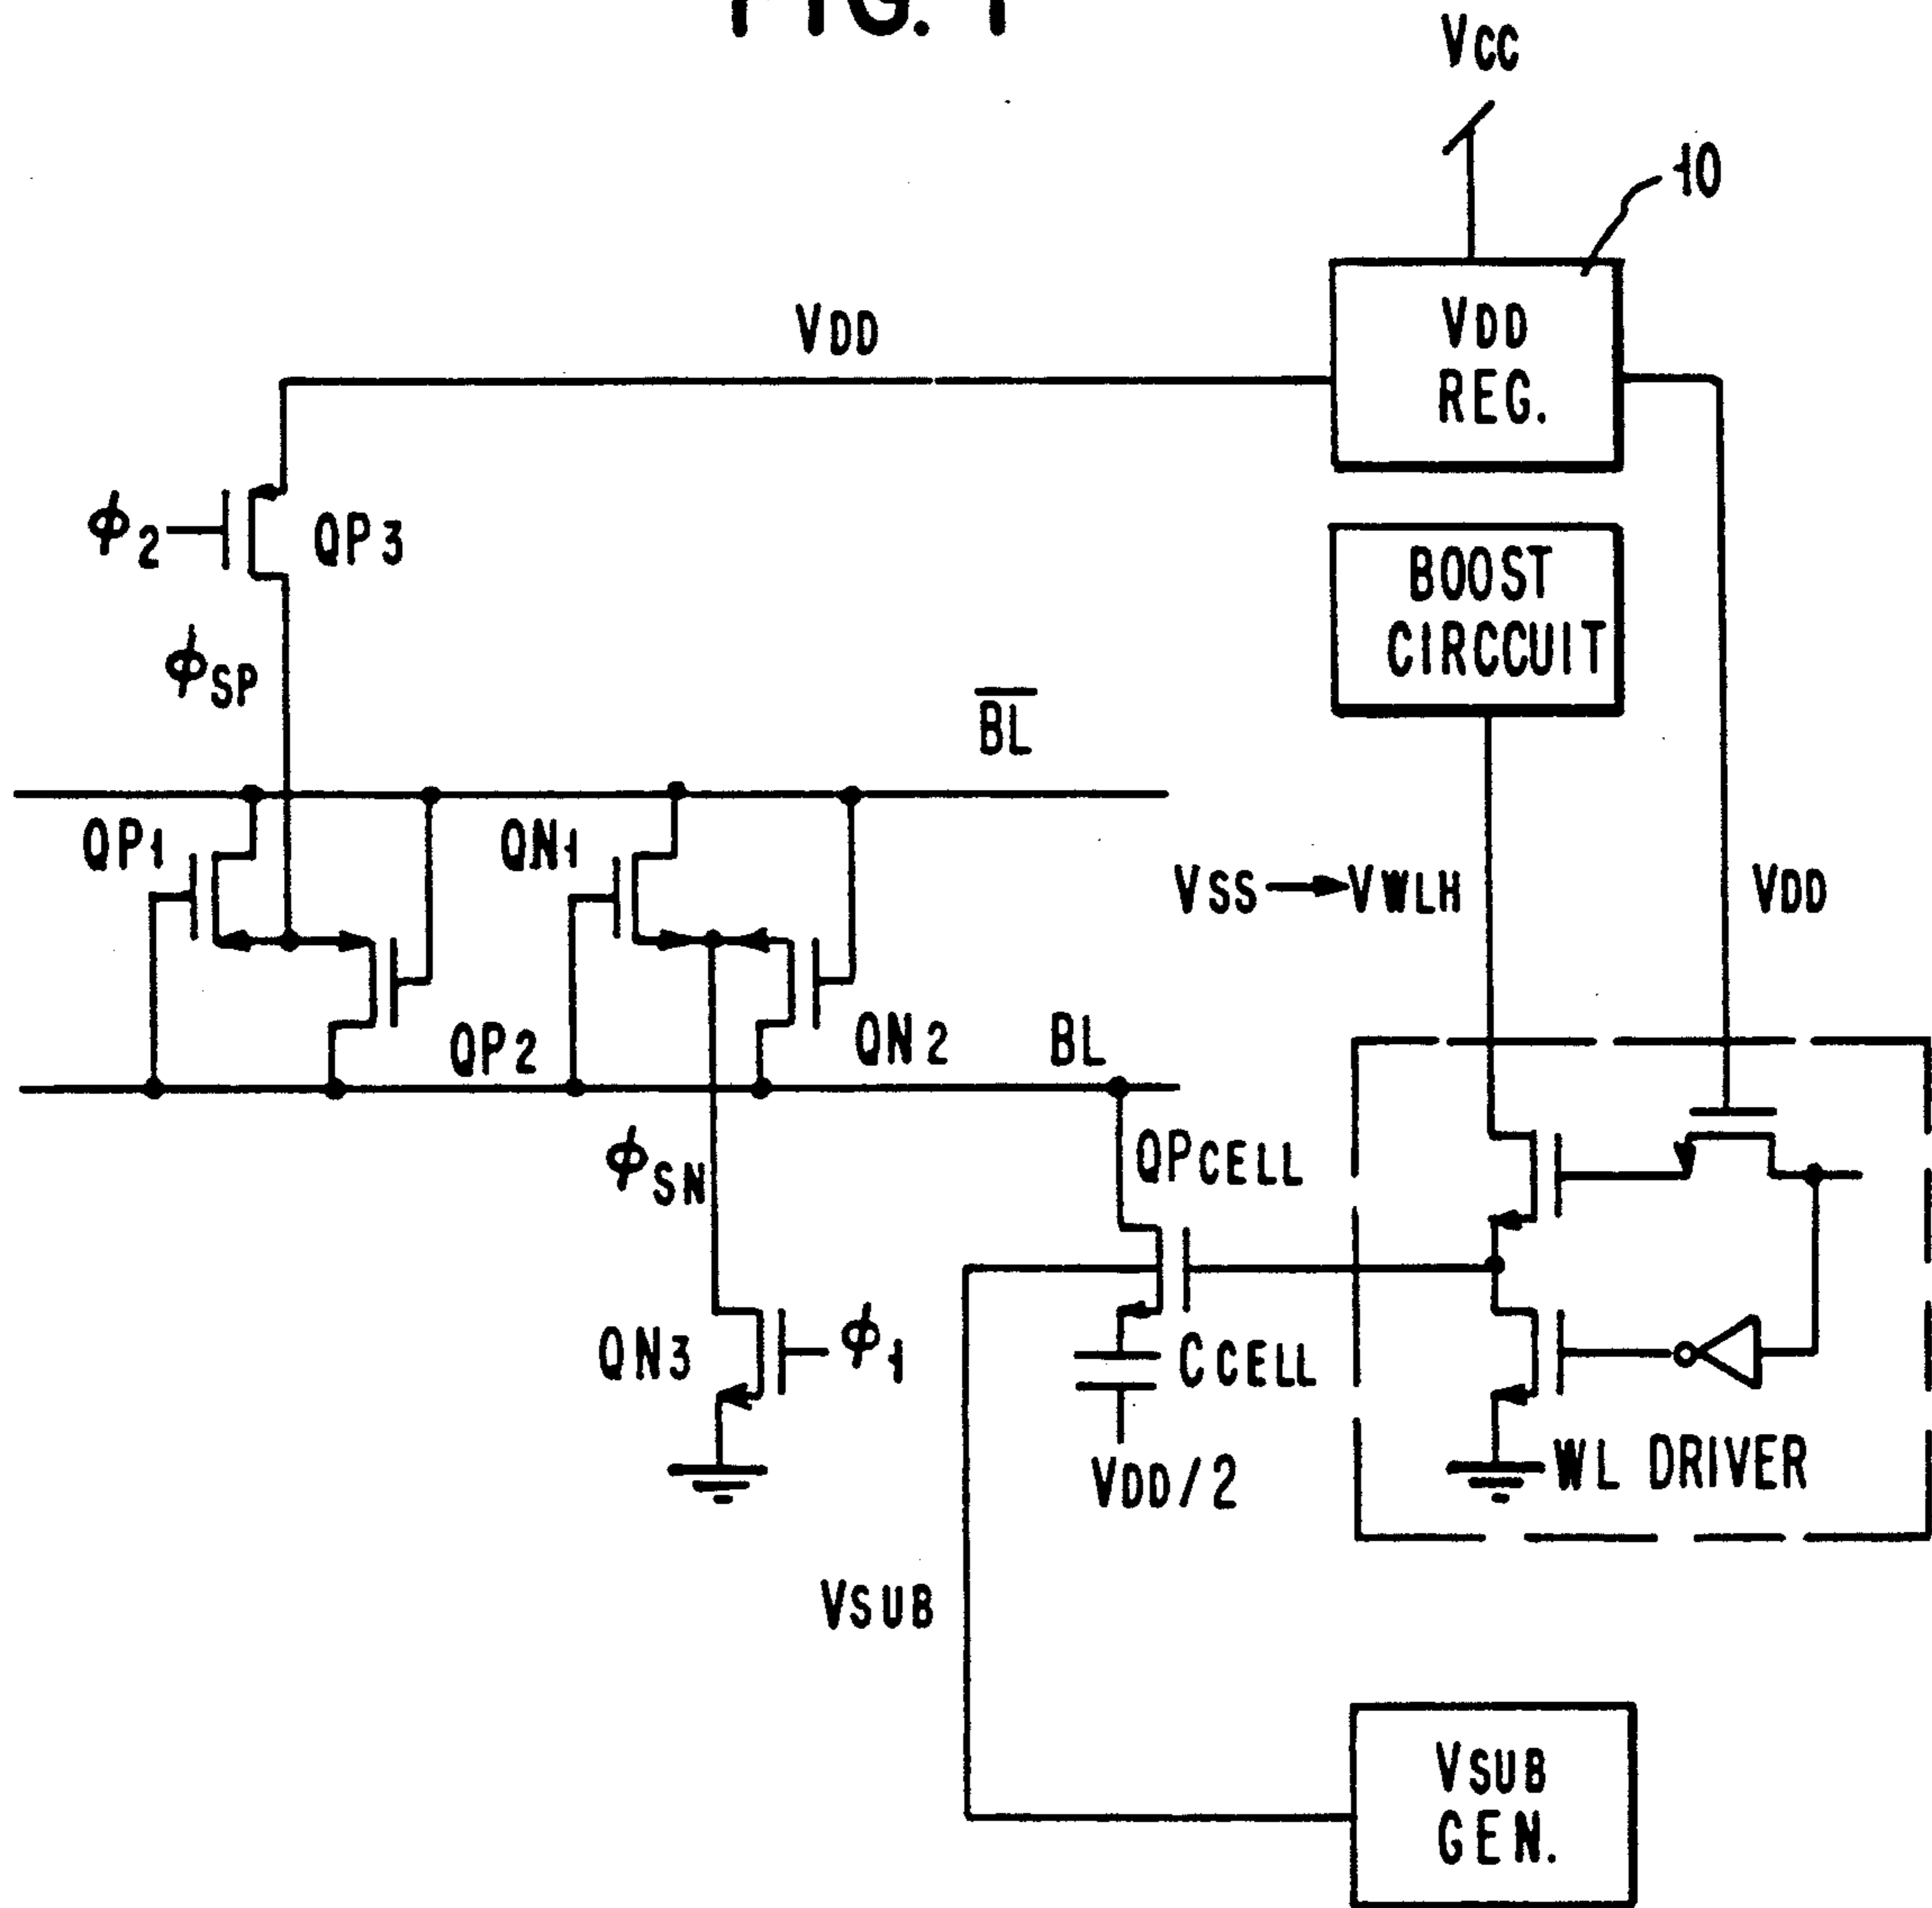 FIG. 1
VCC
10
VDD
VDD
REG.
ϕ2
QP3
BOOST
CIRCCUIT
ϕSP
BL
QP1
QN1
VSS → VWLH
VDD
QP2
QN2
BL
ϕSN
QPCELL
QN3
ϕ1
CCELL
VDD/2
WL DRIVER
VSUB
VSUB
GEN.